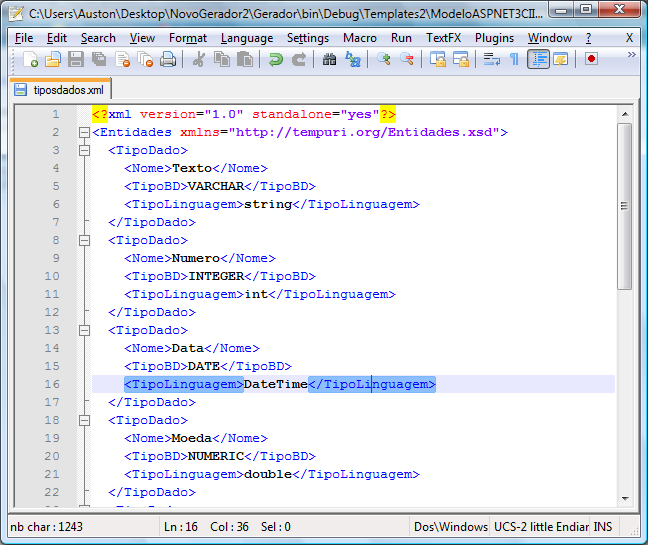 C:\Users\Auston\Desktop\NovoGerador2\Gerador\bin\Debug\Templates2\ModeloASPNET3CII...
File Edit Search View Format Language Settings Macro Run TextFX Plugins Window ? X
tiposdados.xml
1 <?xml version="1.0" standalone="yes"?>
2 <Entidades xmlns="http://tempuri.org/Entidades.xsd">
3 <TipoDado>
4 <Nome>Texto</Nome>
5 <TipoBD>VARCHAR</TipoBD>
6 <TipoLinguagem>string</TipoLinguagem>
7 </TipoDado>
8 <TipoDado>
9 <Nome>Numero</Nome>
10 <TipoBD>INTEGER</TipoBD>
11 <TipoLinguagem>int</TipoLinguagem>
12 </TipoDado>
13 <TipoDado>
14 <Nome>Data</Nome>
15 <TipoBD>DATE</TipoBD>
16 <TipoLinguagem>DateTime</TipoLinguagem>
17 </TipoDado>
18 <TipoDado>
19 <Nome>Moeda</Nome>
20 <TipoBD>NUMERIC</TipoBD>
21 <TipoLinguagem>double</TipoLinguagem>
22 </TipoDado>
nb char : 1243 Ln : 16 Col : 36 Sel : 0 Dos\Windows UCS-2 little Endiar INS